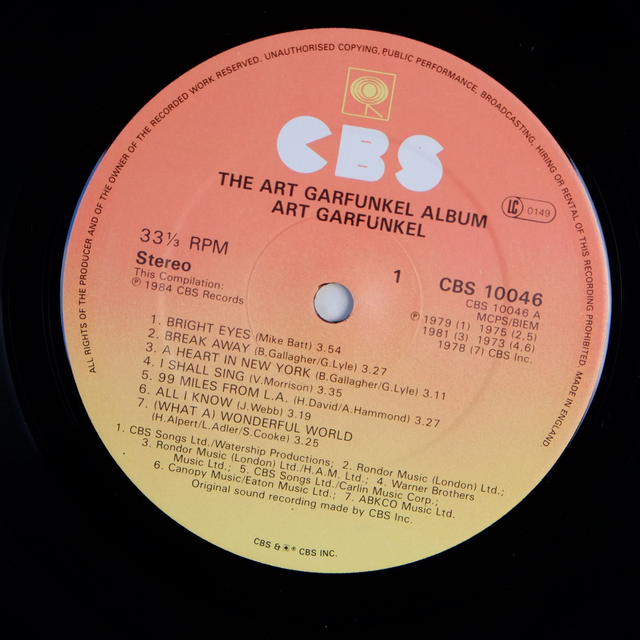 ALL RIGHTS OF THE PRODUCER AND OF THE OWNER OF THE RECORDED WORK RESERVED. UNAUTHORISED COPYING, PUBLIC PERFORMANCE, BROADCASTING, HIRING OR RENTAL OF THIS RECORDING PROHIBITED. MADE IN ENGLAND
CBS
THE ART GARFUNKEL ALBUM
ART GARFUNKEL
LC 0149
33⅓ RPM
Stereo
This Compilation:
℗ 1984 CBS Records
1
CBS 10046
CBS 10046 A
MCPS/BIEM
℗ 1979 (1) 1975 (2,5)
1981 (3) 1973 (4,6)
1978 (7) CBS Inc.
1. BRIGHT EYES (Mike Batt) 3.54
2. BREAK AWAY (B.Gallagher/G.Lyle) 3.27
3. A HEART IN NEW YORK (B.Gallagher/G.Lyle) 3.11
4. I SHALL SING (V.Morrison) 3.35
5. 99 MILES FROM L.A. (H.David/A.Hammond) 3.27
6. ALL I KNOW (J.Webb) 3.19
7. (WHAT A) WONDERFUL WORLD
(H.Alpert/L.Adler/S.Cooke) 3.25
1. CBS Songs Ltd./Watership Productions; 2. Rondor Music (London) Ltd.;
3. Rondor Music (London) Ltd./H.A.M. Ltd.; 4. Warner Brothers
Music Ltd.; 5. CBS Songs Ltd./Carlin Music Corp.;
6. Canopy Music/Eaton Music Ltd.; 7. ABKCO Music Ltd.
Original sound recording made by CBS Inc.
CBS & ® CBS INC.